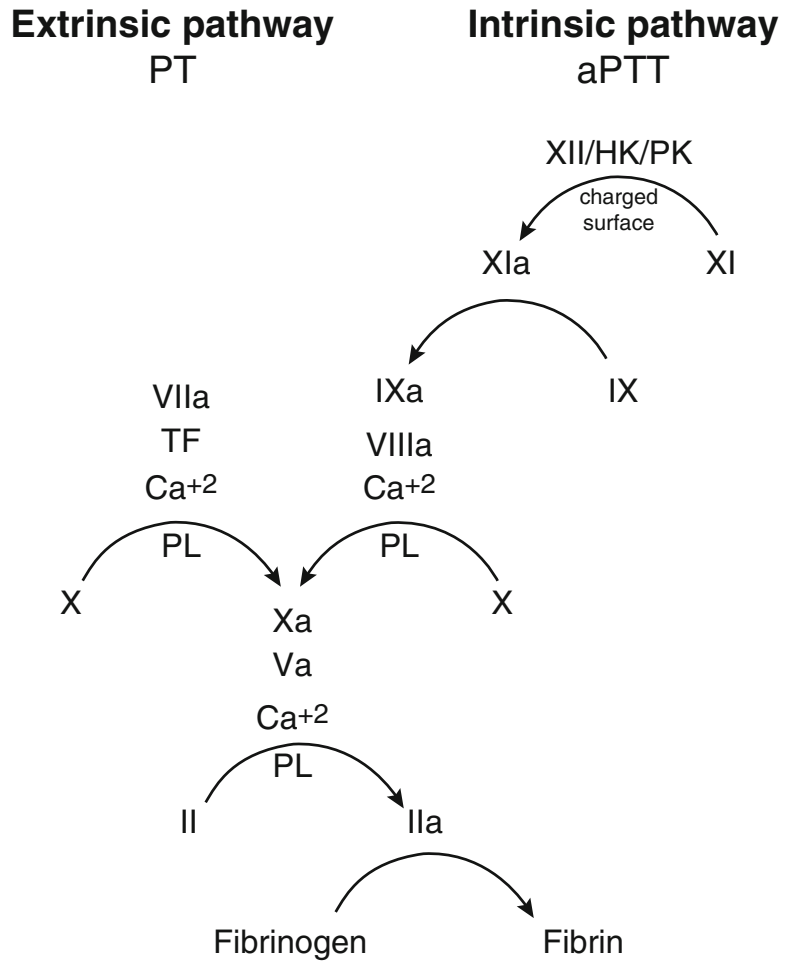 Extrinsic pathway
PT
Intrinsic pathway
aPTT
XII/HK/PK
charged
surface
XIa
XI
IXa
IX
VIIa
TF
Ca+2
PL
VIIIa
Ca+2
PL
X
X
Xa
Va
Ca+2
PL
II
IIa
Fibrinogen
Fibrin